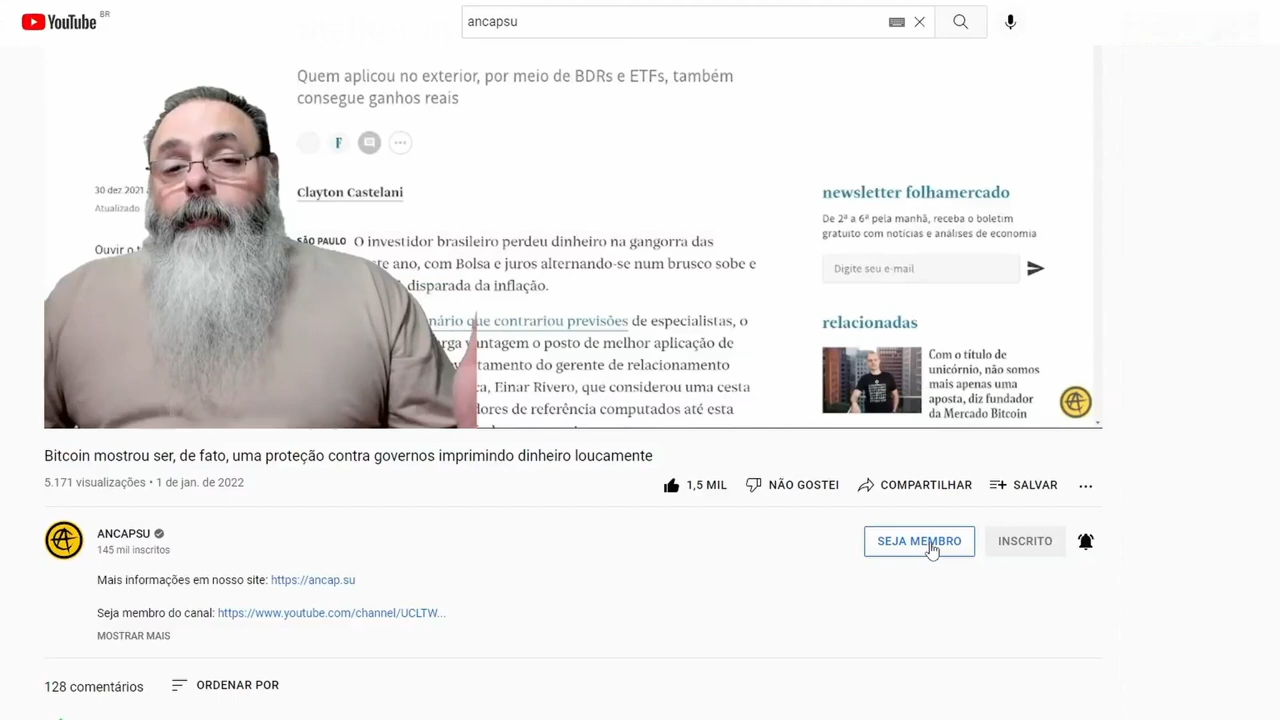 YouTube BR
ancapsu
Quem aplicou no exterior, por meio de BDRs e ETFs, também
consegue ganhos reais
F
30 dez 2021
Atualizado
Clayton Castelani
Ouvir o
SÃO PAULO O investidor brasileiro perdeu dinheiro na gangorra das
ste ano, com Bolsa e juros alternando-se num brusco sobe e
disparada da inflação.
nário que contrariou previsões de especialistas, o
rga vantagem o posto de melhor aplicação de
vtamento do gerente de relacionamento
ca, Einar Rivero, que considerou uma cesta
dores de referência computados até esta
newsletter folhamercado
De 2ª a 6ª pela manhã, receba o boletim
gratuito com notícias e análises de economia
Digite seu e-mail
relacionadas
Com o título de
unicórnio, não somos
mais apenas uma
aposta, diz fundador
da Mercado Bitcoin
Bitcoin mostrou ser, de fato, uma proteção contra governos imprimindo dinheiro loucamente
5.171 visualizações • 1 de jan. de 2022
1,5 MIL
NÃO GOSTEI
COMPARTILHAR
SALVAR
ANCAPSU
145 mil inscritos
SEJA MEMBRO
INSCRITO
Mais informações em nosso site: https://ancap.su
Seja membro do canal: https://www.youtube.com/channel/UCLTW...
MOSTRAR MAIS
128 comentários
ORDENAR POR